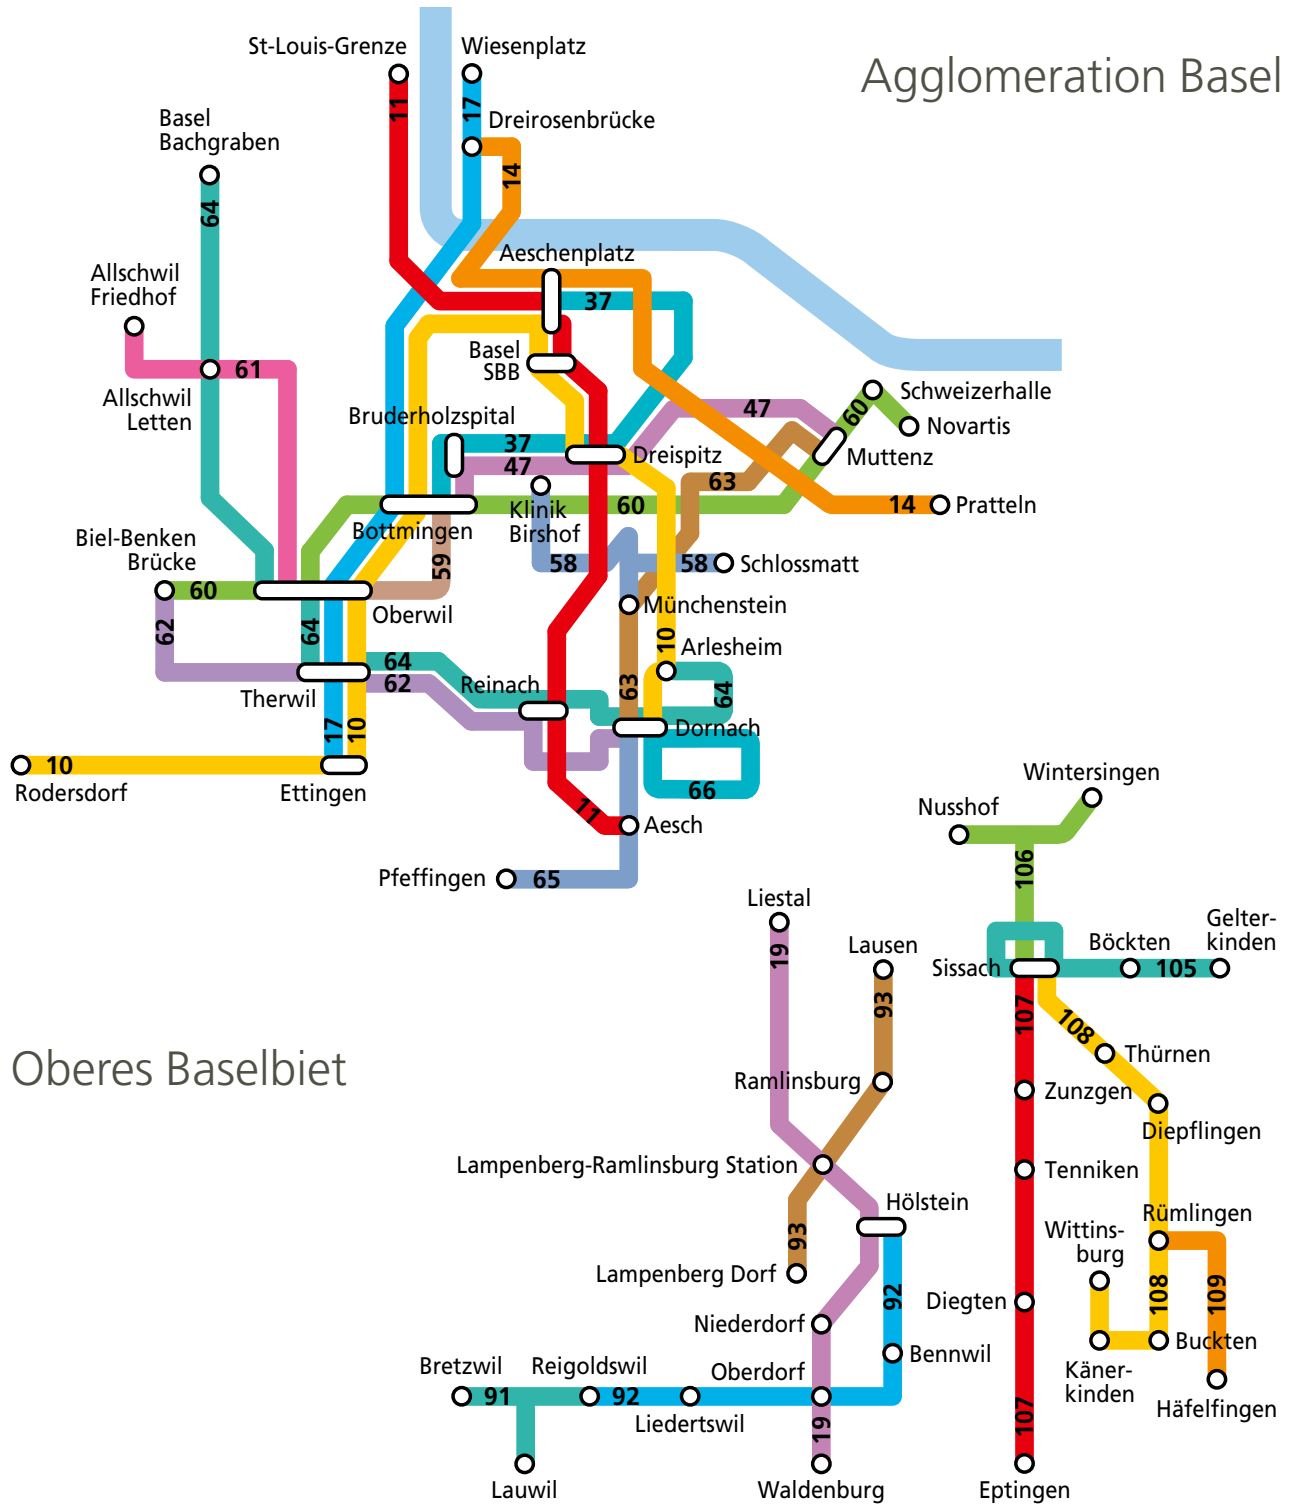 St-Louis-Grenze
Wiesenplatz
Agglomeration Basel
11
17
Dreirosenbrücke
Basel
Bachgraben
14
64
Aeschenplatz
Allschwil
Friedhof
37
Basel
SBB
61
Allschwil
Letten
Schweizerhalle
60
47
Novartis
Bruderholzspital
37
Dreispitz
Muttenz
47
63
Klinik
Birshof
60
14
Pratteln
Bottmingen
Biel-Benken
Brücke
59
58
58
Schlossmatt
60
Münchenstein
Oberwil
62
64
10
Arlesheim
64
62
Reinach
63
64
Therwil
17
10
Dornach
10
Rodersdorf
Ettingen
66
11
Aesch
Wintersingen
Nusshof
Pfeffingen
65
106
Liestal
Gelter-
kinden
19
Lausen
Böckten
Sissach
105
93
107
108
Oberes Baselbiet
Thürnen
Ramlinsburg
Zunzgen
Diepflingen
Lampenberg-Ramlinsburg Station
Tenniken
Hölstein
Rümlingen
93
Wittins-
burg
Lampenberg Dorf
92
Diegten
108
109
Niederdorf
Buckten
Bennwil
Käner-
kinden
Bretzwil
Reigoldswil
Oberdorf
91
92
Häfelfingen
Liedertswil
19
107
Lauwil
Waldenburg
Eptingen